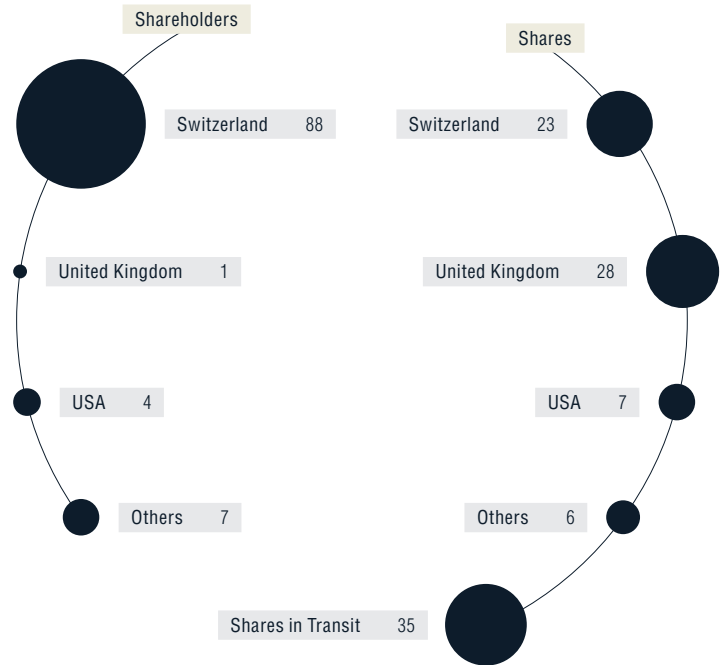 Shareholders
Switzerland 88
United Kingdom 1
USA 4
Others 7
Shares
Switzerland 23
United Kingdom 28
USA 7
Others 6
Shares in Transit 35